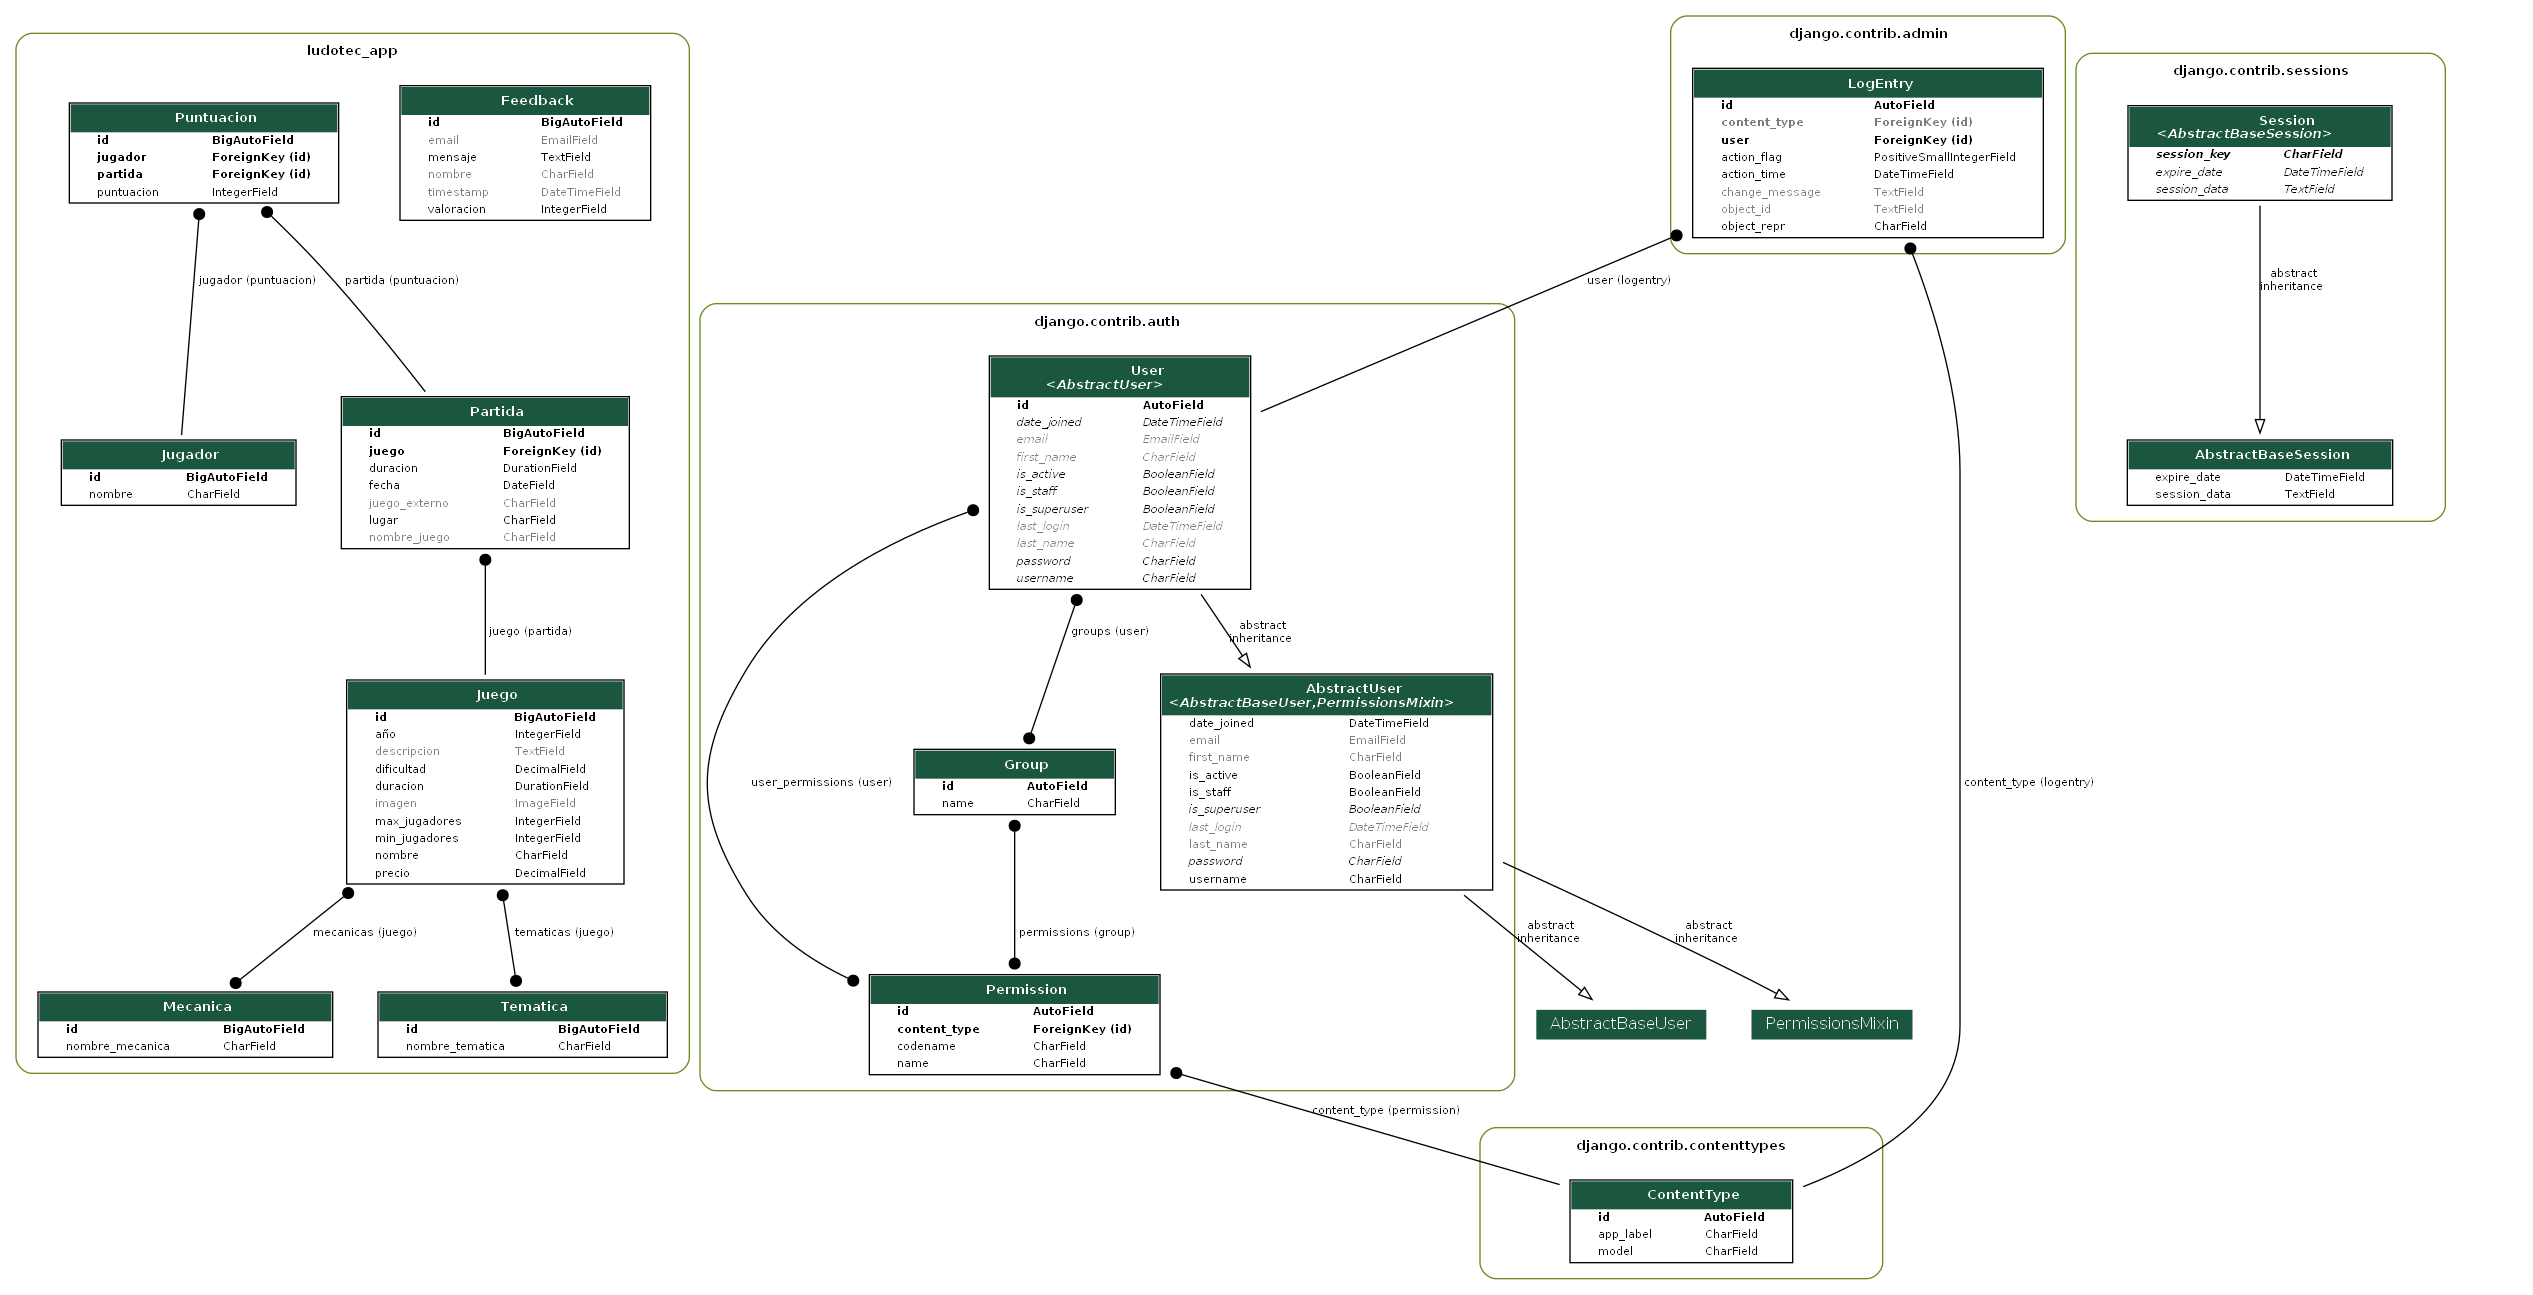 ludotec_app
Puntuacion
id BigAutoField
jugador ForeignKey (id)
partida ForeignKey (id)
puntuacion IntegerField
Feedback
id BigAutoField
email EmailField
mensaje TextField
nombre CharField
timestamp DateTimeField
valoracion IntegerField
jugador (puntuacion)
partida (puntuacion)
Jugador
id BigAutoField
nombre CharField
Partida
id BigAutoField
juego ForeignKey (id)
duracion DurationField
fecha DateField
juego_externo CharField
lugar CharField
nombre_juego CharField
juego (partida)
Juego
id BigAutoField
año IntegerField
descripcion TextField
dificultad DecimalField
duracion DurationField
imagen ImageField
max_jugadores IntegerField
min_jugadores IntegerField
nombre CharField
precio DecimalField
mecanicas (juego)
tematicas (juego)
Mecanica
id BigAutoField
nombre_mecanica CharField
Tematica
id BigAutoField
nombre_tematica CharField
django.contrib.auth
User
<AbstractUser>
id AutoField
date_joined DateTimeField
email EmailField
first_name CharField
is_active BooleanField
is_staff BooleanField
is_superuser BooleanField
last_login DateTimeField
last_name CharField
password CharField
username CharField
groups (user)
abstract
inheritance
user_permissions (user)
Group
id AutoField
name CharField
AbstractUser
<AbstractBaseUser,PermissionsMixin>
date_joined DateTimeField
email EmailField
first_name CharField
is_active BooleanField
is_staff BooleanField
is_superuser BooleanField
last_login DateTimeField
last_name CharField
password CharField
username CharField
permissions (group)
Permission
id AutoField
content_type ForeignKey (id)
codename CharField
name CharField
abstract
inheritance
abstract
inheritance
AbstractBaseUser
PermissionsMixin
content_type (permission)
django.contrib.admin
LogEntry
id AutoField
content_type ForeignKey (id)
user ForeignKey (id)
action_flag PositiveSmallIntegerField
action_time DateTimeField
change_message TextField
object_id TextField
object_repr CharField
user (logentry)
content_type (logentry)
django.contrib.sessions
Session
<AbstractBaseSession>
session_key CharField
expire_date DateTimeField
session_data TextField
abstract
inheritance
AbstractBaseSession
expire_date DateTimeField
session_data TextField
django.contrib.contenttypes
ContentType
id AutoField
app_label CharField
model CharField